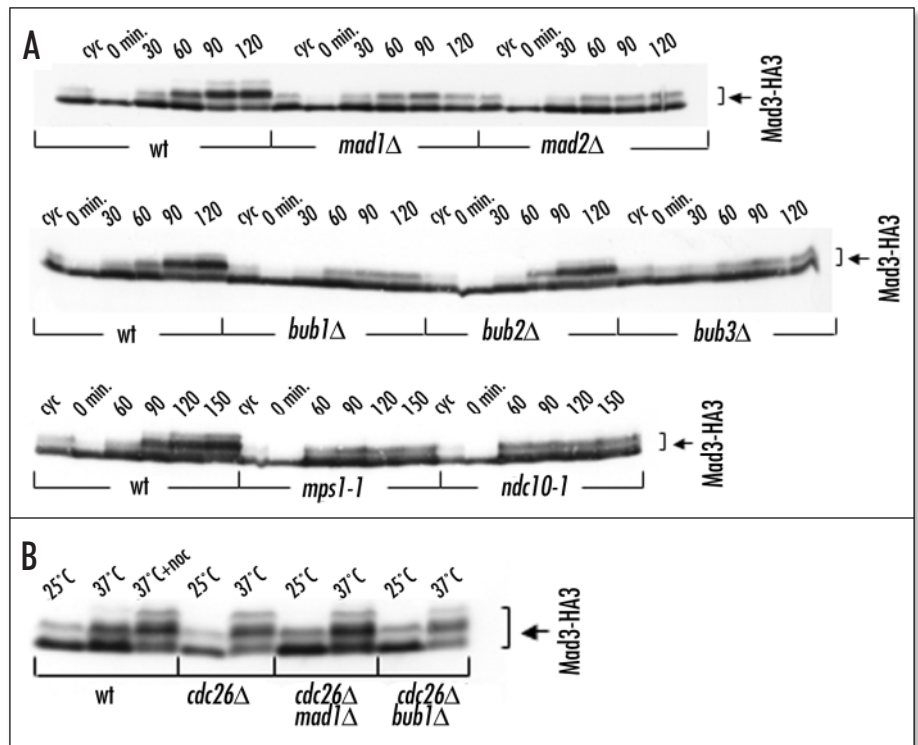 A
cyc 0 min. 30 60 90 120 cyc 0 min. 30 60 90 120 cyc 0 min. 30 60 90 120
Mad3-HA3
wt mad1Δ mad2Δ
cyc 0 min. 30 60 90 120 cyc 0 min. 30 60 90 120 cyc 0 min. 30 60 90 120 cyc 0 min. 30 60 90 120
Mad3-HA3
wt bub1Δ bub2Δ bub3Δ
cyc 0 min. 60 90 120 150 cyc 0 min. 60 90 120 150 cyc 0 min. 60 90 120 150
Mad3-HA3
wt mps1-1 ndc10-1
B
25°C 37°C 37°C+noc 25°C 37°C 25°C 37°C 25°C 37°C
Mad3-HA3
wt cdc26Δ cdc26Δ cdc26Δ
mad1Δ bub1Δ